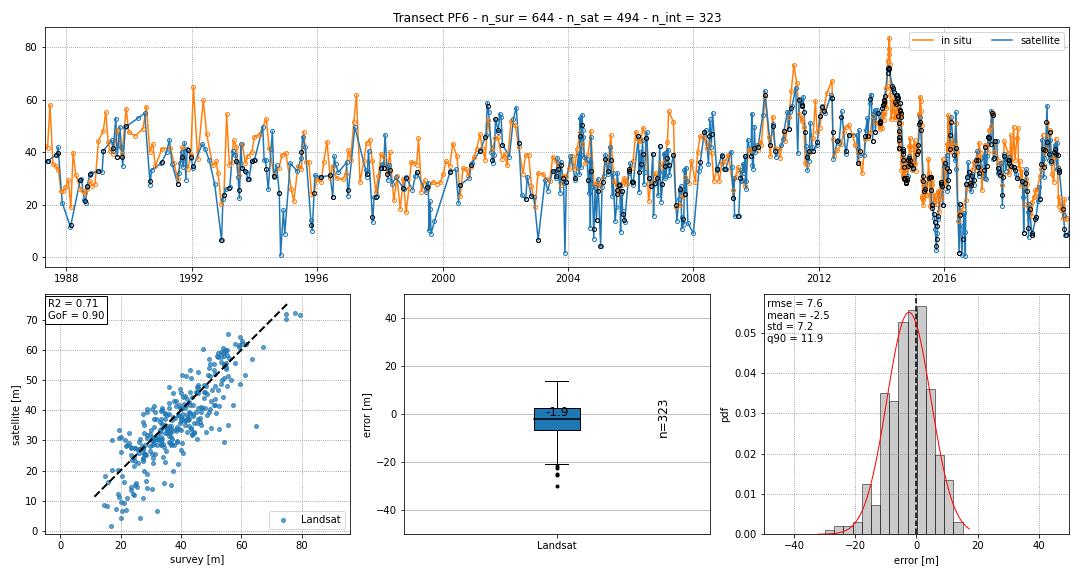 Transect PF6 - n_sur = 644 - n_sat = 494 - n_int = 323
in situ
satellite
80
60
40
20
0
1988
1992
1996
2000
2004
2008
2012
2016
R2 = 0.71
GoF = 0.90
satellite [m]
70
60
50
40
30
20
10
0
Landsat
0
20
40
60
80
survey [m]
error [m]
40
20
0
−20
−40
-1.9
n=323
Landsat
rmse = 7.6
mean = -2.5
std = 7.2
q90 = 11.9
pdf
0.05
0.04
0.03
0.02
0.01
0.00
−40
−20
0
20
40
error [m]